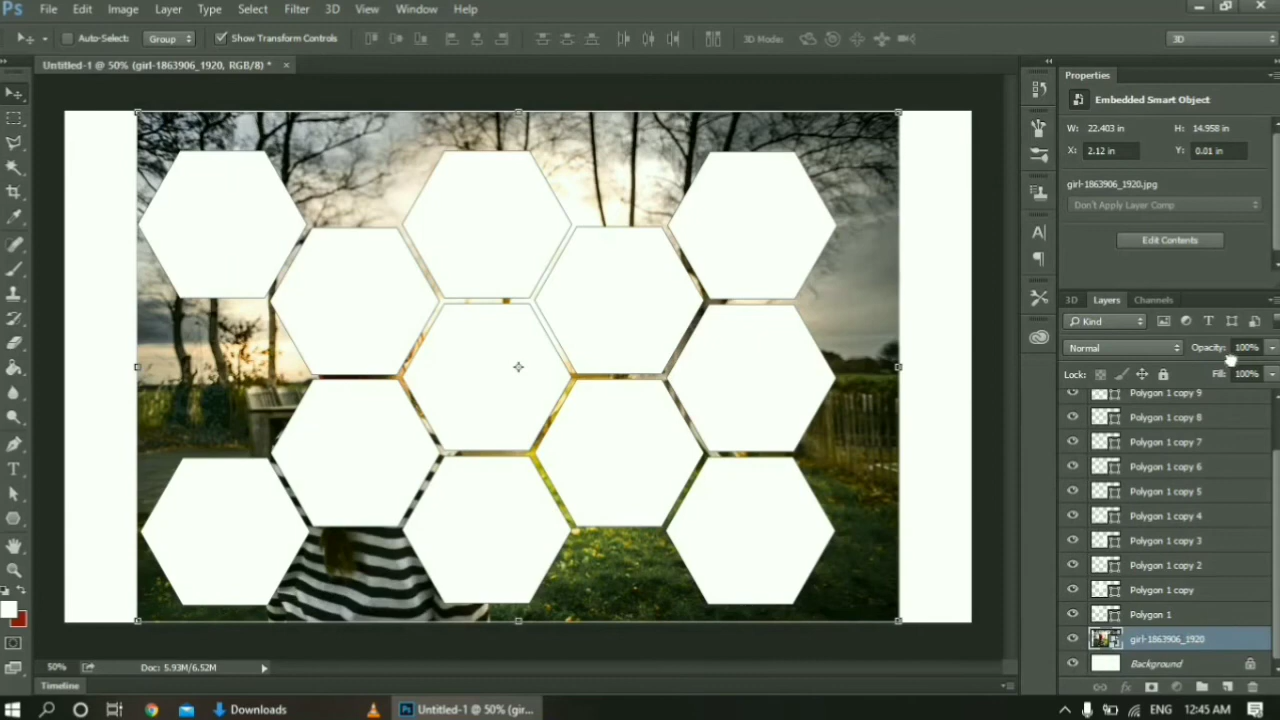 Ps File Edit Image Layer Type Select Filter 3D View Window Help
Auto-Select: Group Show Transform Controls 3D Mode: 3D
Untitled-1 @ 50% (girl-1863906_1920, RGB/8) * ×
Properties
Embedded Smart Object
W: 22.403 in H: 14.958 in
X: 2.12 in Y: 0.01 in
girl-1863906_1920.jpg
Don't Apply Layer Comp
Edit Contents
3D Layers Channels
Kind
Normal Opacity: 100%
Lock: Fill: 100%
Polygon 1 copy 9
Polygon 1 copy 8
Polygon 1 copy 7
Polygon 1 copy 6
Polygon 1 copy 5
Polygon 1 copy 4
Polygon 1 copy 3
Polygon 1 copy 2
Polygon 1 copy
Polygon 1
girl-1863906_1920
Background
50% Doc: 5.93M/6.52M
Timeline
Downloads Ps Untitled-1 @ 50% (gir... ENG 12:45 AM